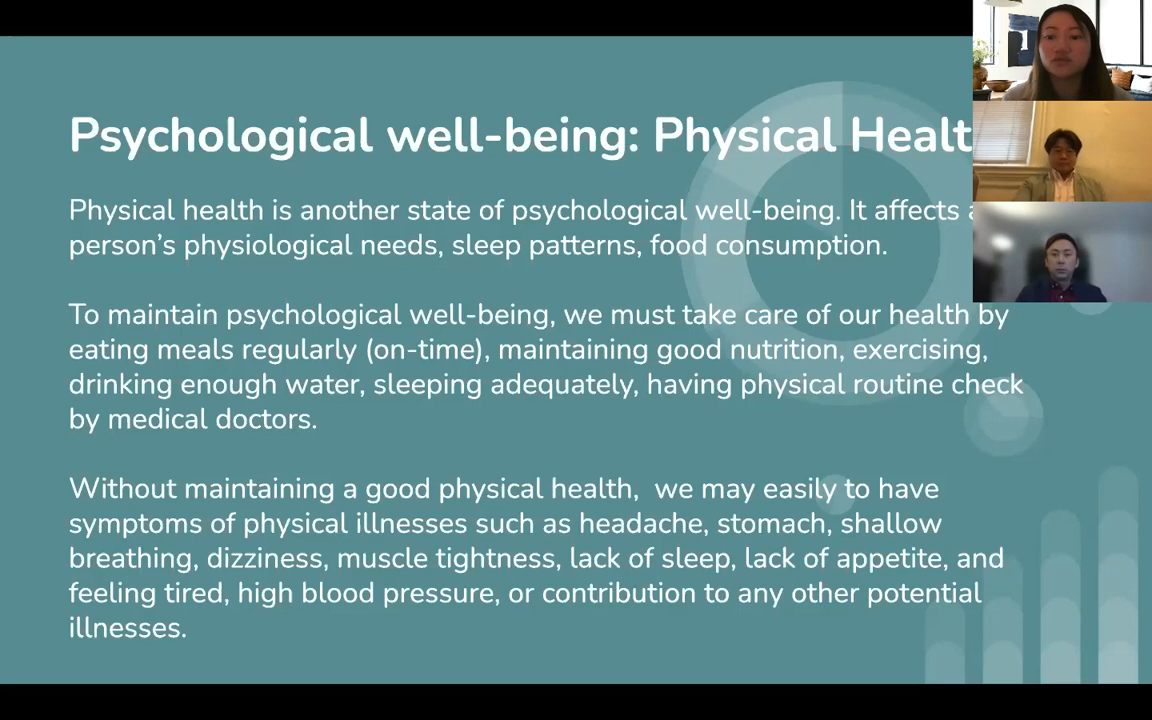 Psychological well-being: Physical Healt
Physical health is another state of psychological well-being. It affects a
person's physiological needs, sleep patterns, food consumption.
To maintain psychological well-being, we must take care of our health by
eating meals regularly (on-time), maintaining good nutrition, exercising,
drinking enough water, sleeping adequately, having physical routine check
by medical doctors.
Without maintaining a good physical health,  we may easily to have
symptoms of physical illnesses such as headache, stomach, shallow
breathing, dizziness, muscle tightness, lack of sleep, lack of appetite, and
feeling tired, high blood pressure, or contribution to any other potential
illnesses.